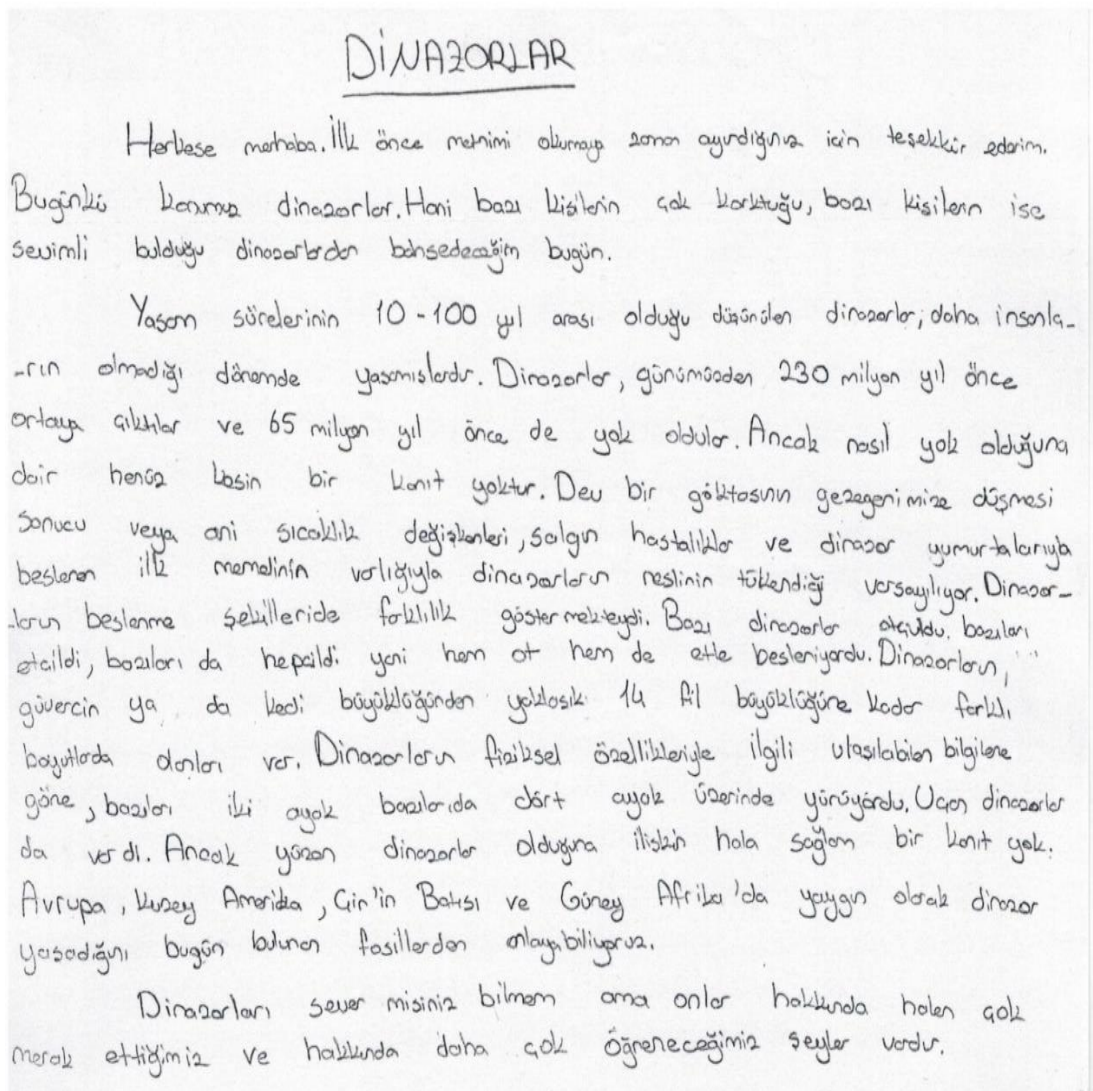 DİNAZORLAR
Herkese merhaba. İlk önce metnimi okumaya zaman ayırdığınız için teşekkür ederim.
Bugünkü konumuz dinazorlar. Hani bazı kişilerin çok korktuğu, bazı kişilerin ise
sevimli bulduğu dinozorlardan bahsedeceğim bugün.
Yaşam sürelerinin 10-100 yıl arası olduğu düşünülen dinazorlar; daha insanla-
-rın olmadığı dönemde yaşamışlardır. Dinozorlar, günümüzden 230 milyon yıl önce
ortaya çıktılar ve 65 milyon yıl önce de yok oldular. Ancak nasıl yok olduğuna
dair henüz kesin bir kanıt yoktur. Dev bir göktaşının gezegenimize düşmesi
sonucu veya ani sıcaklık değişkenleri, salgın hastalıklar ve dinazor yumurtalarıyla
beslenen ilk memelinin varlığıyla dinazorların neslinin tükendiği varsayılıyor. Dinazor-
-ların beslenme şekilleride farklılık göstermekteydi. Bazı dinozorlar otçuldu, bazıları
etçildi, bazıları da hepçildi yani hem ot hem de etle besleniyordu. Dinazorların,
güvercin ya da kedi büyüklüğünden yaklaşık 14 fil büyüklüğüne kadar farklı
boyutlarda olanları var. Dinazorların fiziksel özellikleriyle ilgili ulaşılabilen bilgilere
göre, bazıları iki ayak bazılarıda dört ayak üzerinde yürüyordu. Uçan dinozorlar
da vardı. Ancak yüzen dinozorlar olduğuna ilişkin hala sağlam bir kanıt yok.
Avrupa, Kuzey Amerika, Çin'in Batısı ve Güney Afrika'da yaygın olarak dinazor
yaşadığını bugün bulunan fosillerden anlayabiliyoruz.
Dinazorları sever misiniz bilmem ama onlar hakkında halen çok
merak ettiğimiz ve hakkında daha çok öğreneceğimiz şeyler vardır.